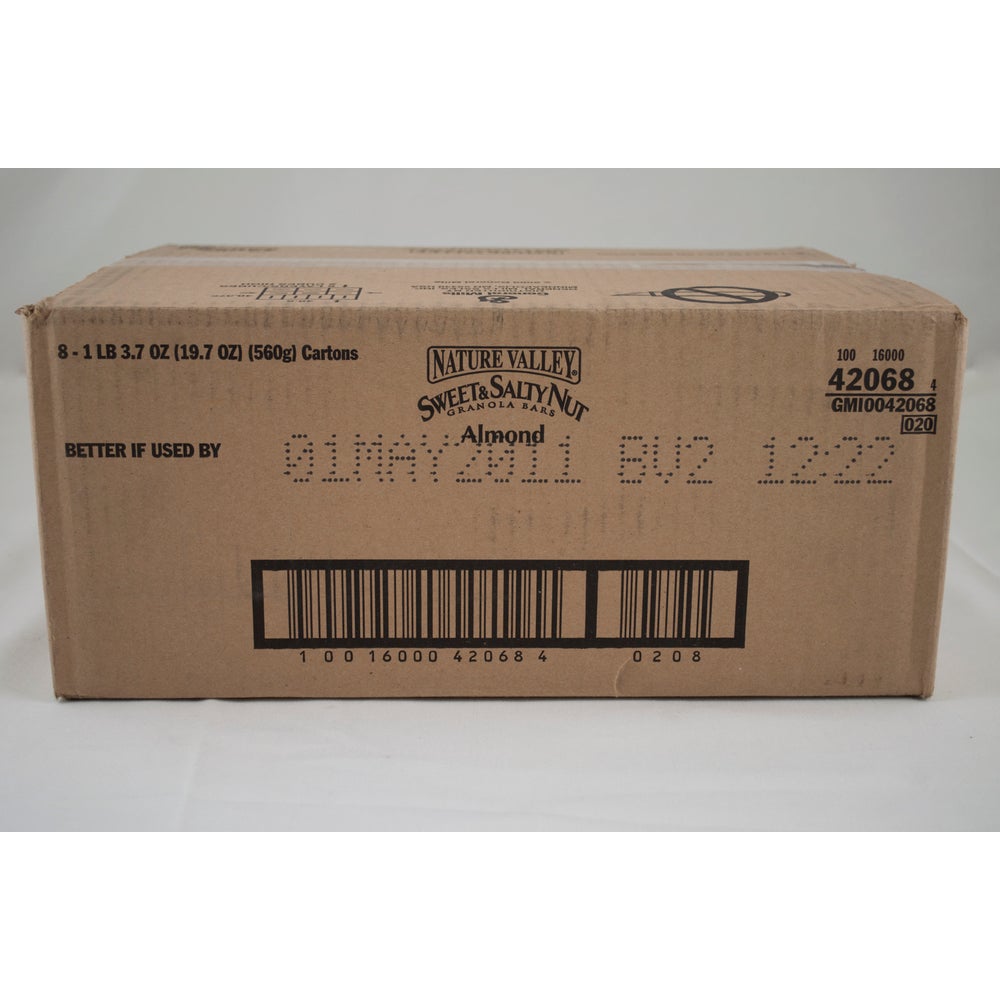 General Mills
8 - 1 LB 3.7 OZ (19.7 OZ) (560g) Cartons
NATURE VALLEY®
SWEET & SALTY NUT
GRANOLA BARS
Almond
100 16000
42068 4
GMI0042068
020
BETTER IF USED BY
01MAY2011 BV2 12:22
1 00 16000 42068 4
0208